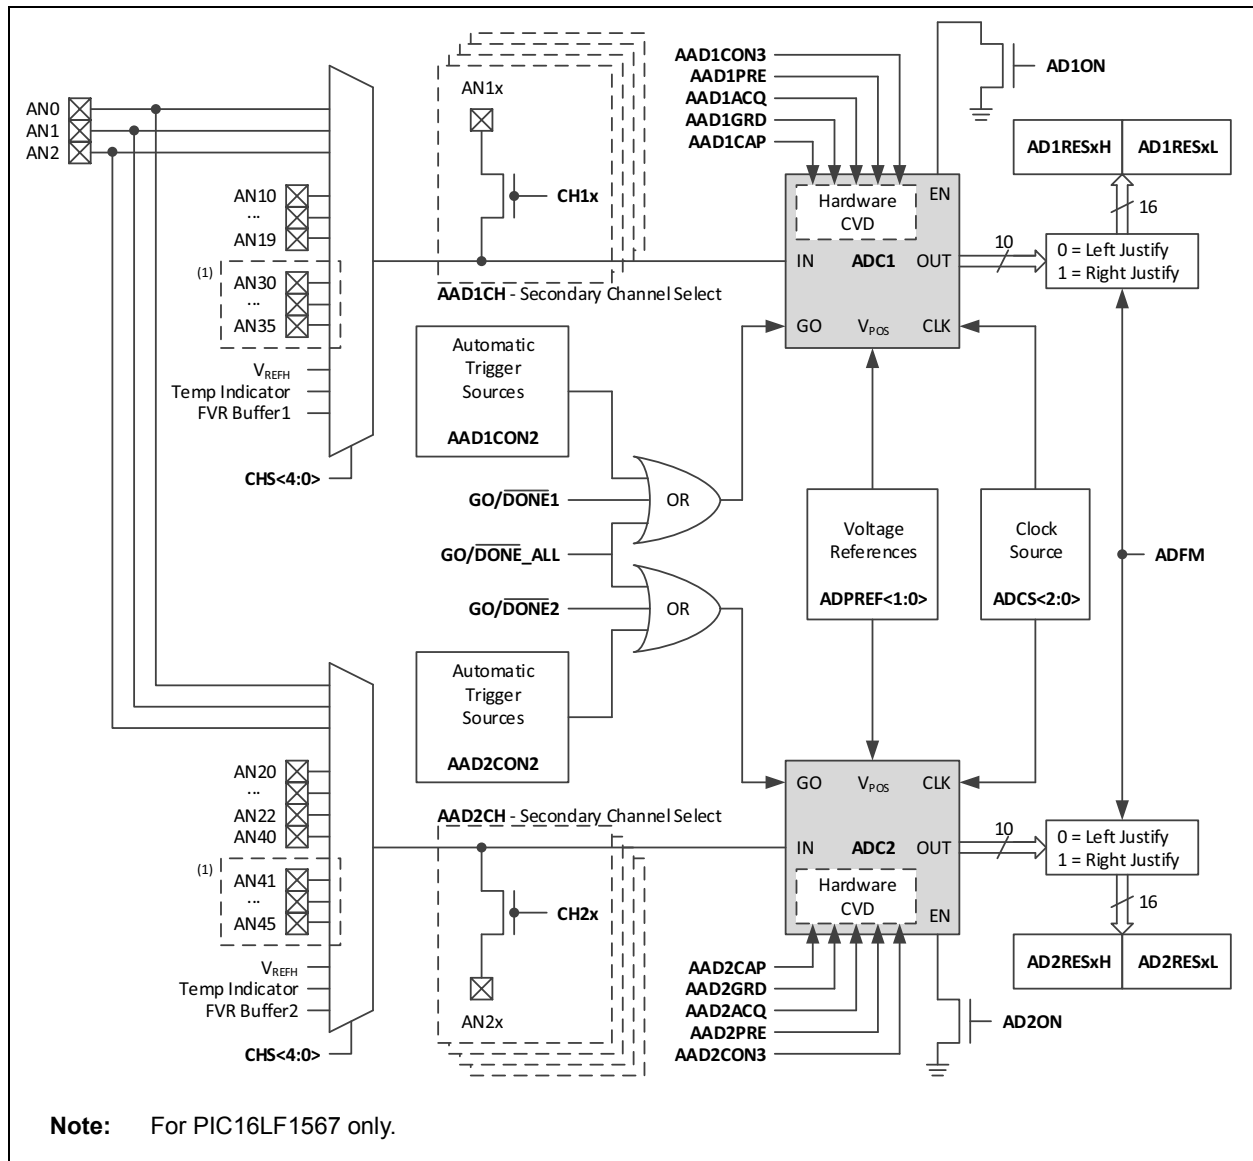 AN0
AN1
AN2
AN10
...
AN19
(1)
AN30
...
AN35
VREFH
Temp Indicator
FVR Buffer1
CHS<4:0>
AN1x
CH1x
AAD1CH - Secondary Channel Select
AAD1CON3
AAD1PRE
AAD1ACQ
AAD1GRD
AAD1CAP
AD1ON
Hardware
CVD
EN
IN
ADC1
OUT
GO
VPOS
CLK
10
AD1RESxH
AD1RESxL
16
0 = Left Justify
1 = Right Justify
Automatic
Trigger
Sources
AAD1CON2
GO/DONE1
OR
GO/DONE_ALL
GO/DONE2
OR
Automatic
Trigger
Sources
AAD2CON2
Voltage
References
ADPREF<1:0>
Clock
Source
ADCS<2:0>
ADFM
AN20
...
AN22
AN40
(1)
AN41
...
AN45
VREFH
Temp Indicator
FVR Buffer2
CHS<4:0>
AAD2CH - Secondary Channel Select
CH2x
AN2x
GO
VPOS
CLK
IN
ADC2
OUT
Hardware
CVD
EN
10
0 = Left Justify
1 = Right Justify
16
AD2RESxH
AD2RESxL
AAD2CAP
AAD2GRD
AAD2ACQ
AAD2PRE
AAD2CON3
AD2ON
Note: For PIC16LF1567 only.